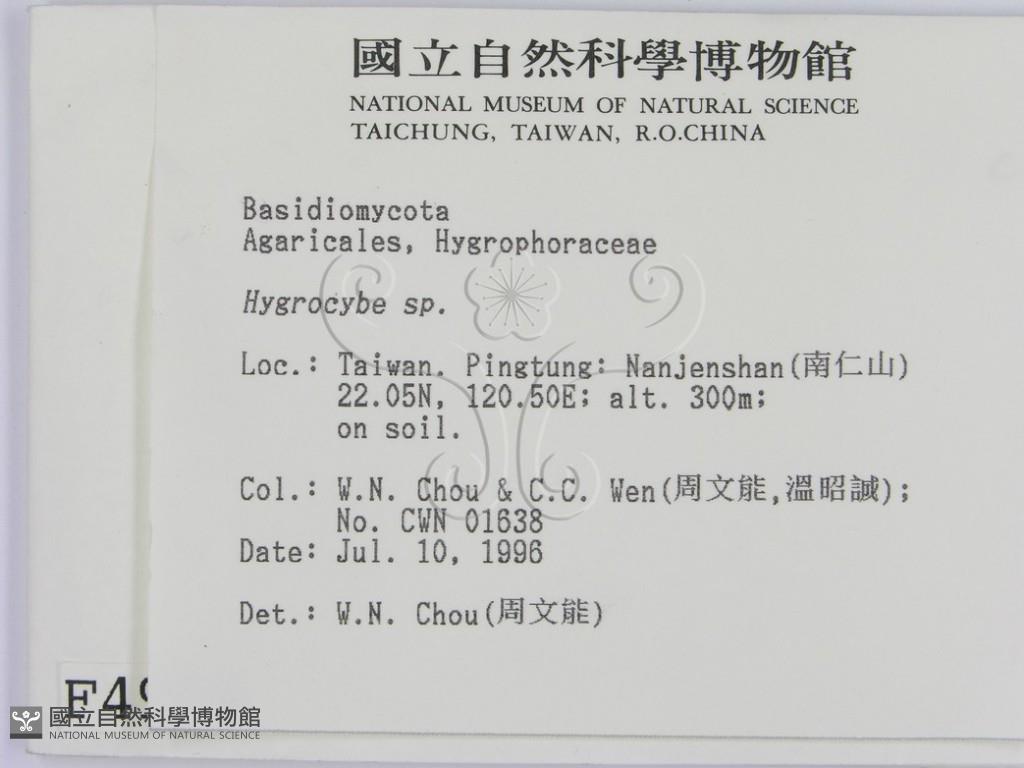 國立自然科學博物館
NATIONAL MUSEUM OF NATURAL SCIENCE
TAICHUNG, TAIWAN, R.O.CHINA
Basidiomycota
Agaricales, Hygrophoraceae
Hygrocybe sp.
Loc.: Taiwan. Pingtung: Nanjenshan(南仁山)
22.05N, 120.50E; alt. 300m;
on soil.
Col.: W.N. Chou & C.C. Wen(周文能,溫昭誠);
No. CWN 01638
Date: Jul. 10, 1996
Det.: W.N. Chou(周文能)
國立自然科學博物館
NATIONAL MUSEUM OF NATURAL SCIENCE